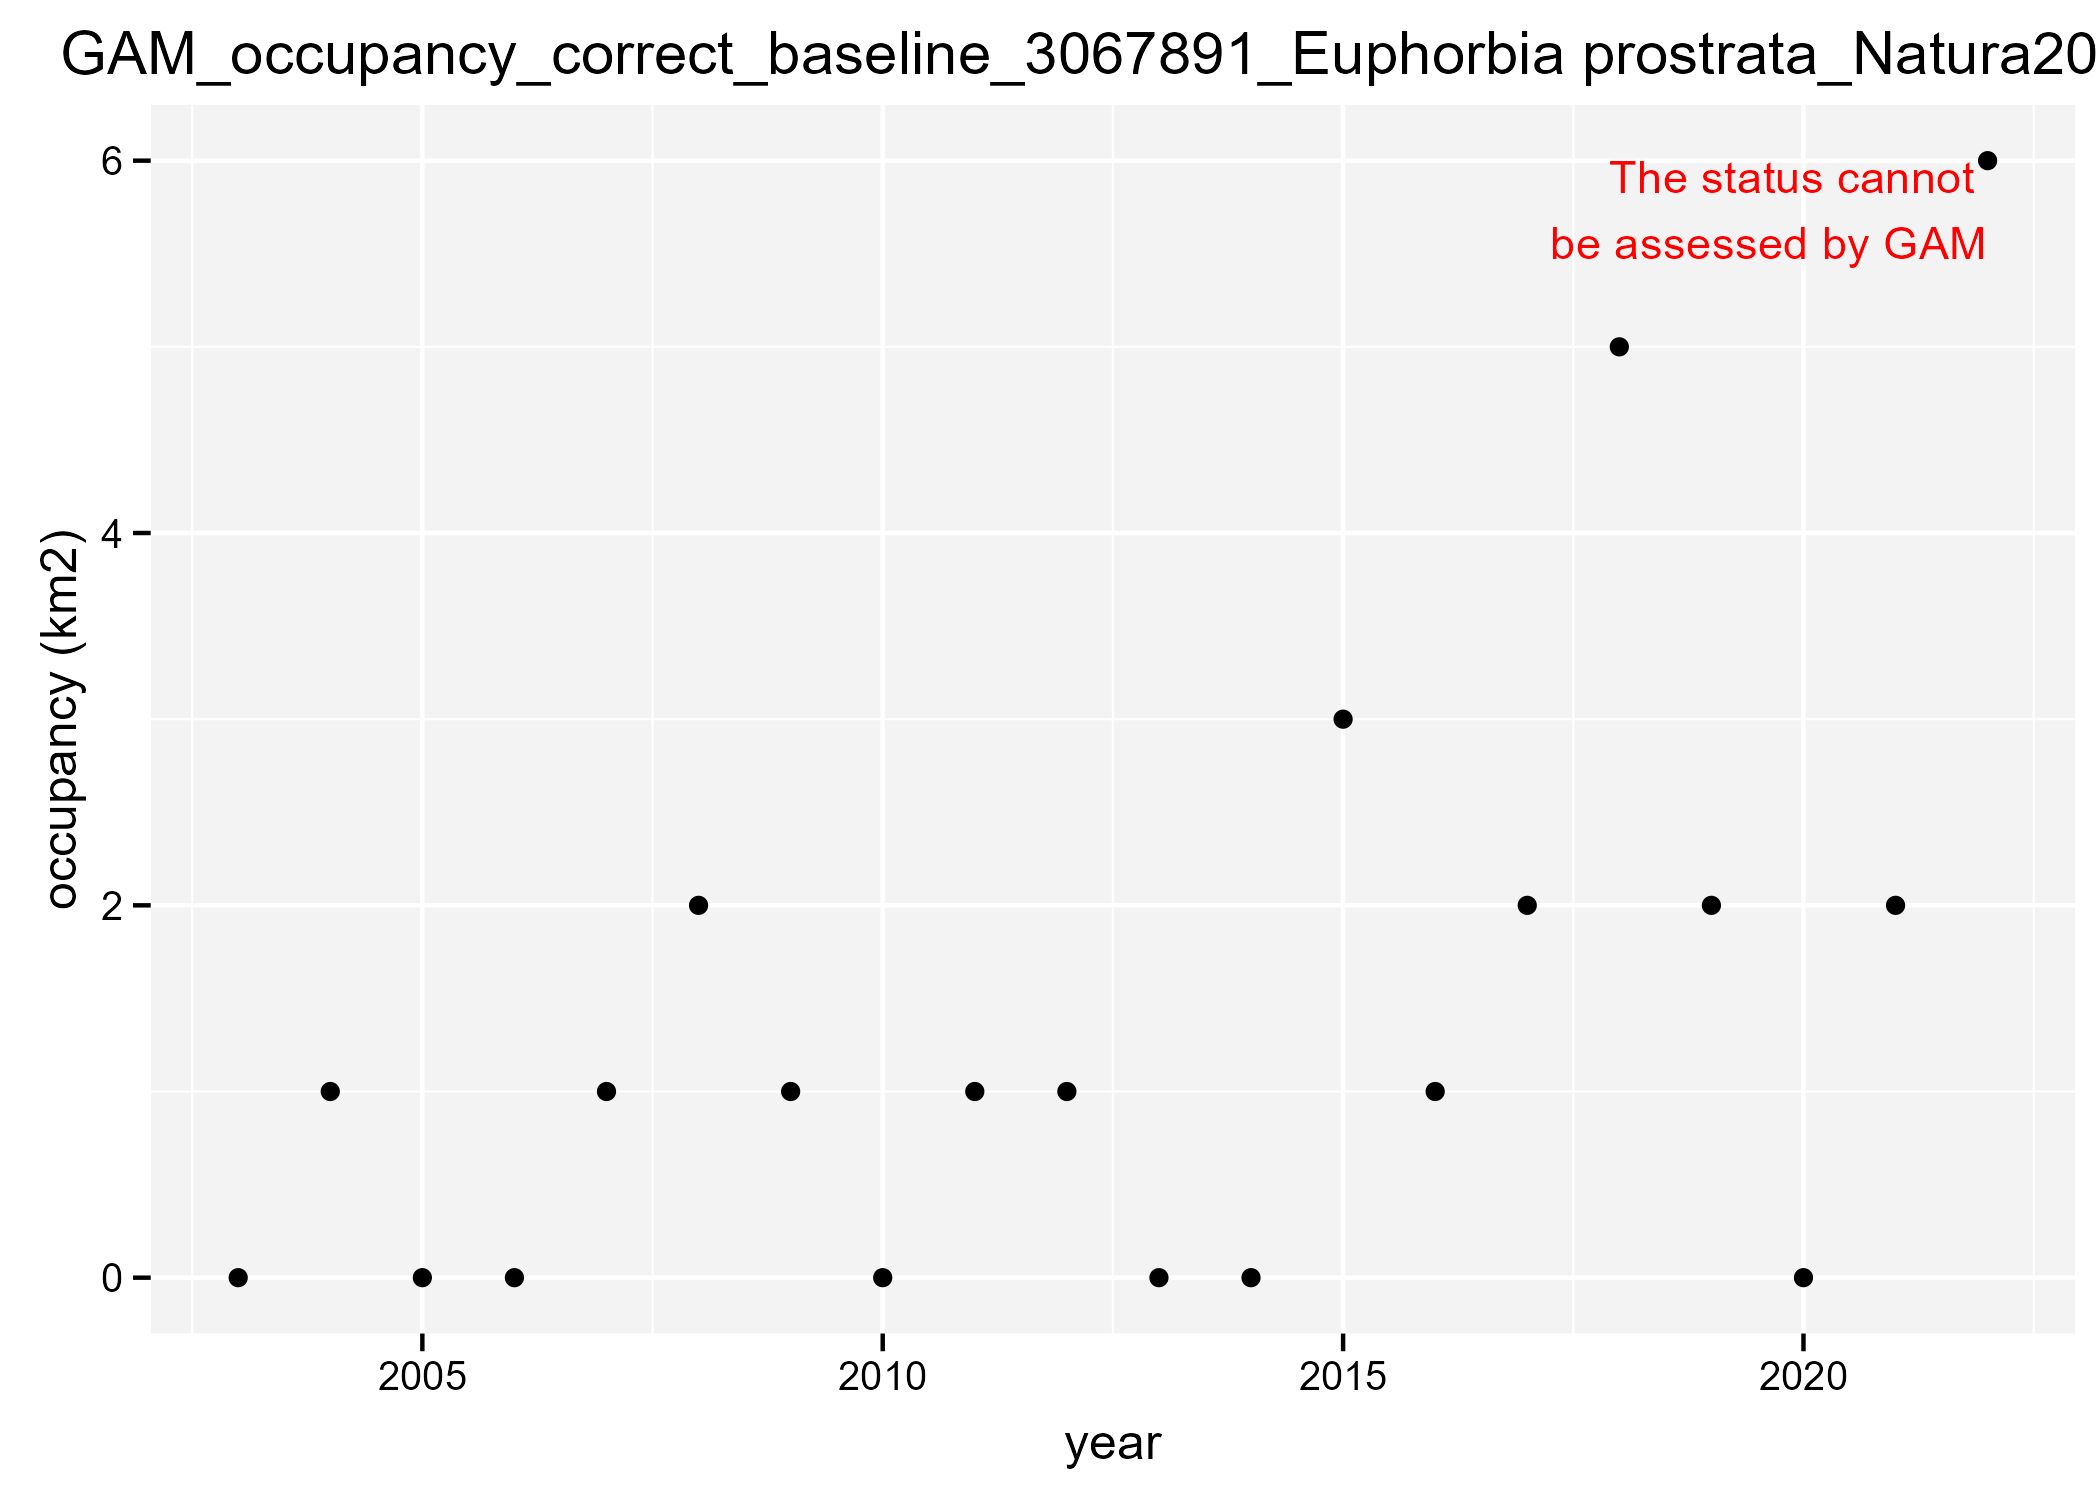 GAM_occupancy_correct_baseline_3067891_Euphorbia prostrata_Natura20
The status cannot
be assessed by GAM
6
4
2
0
occupancy (km2)
2005 2010 2015 2020
year